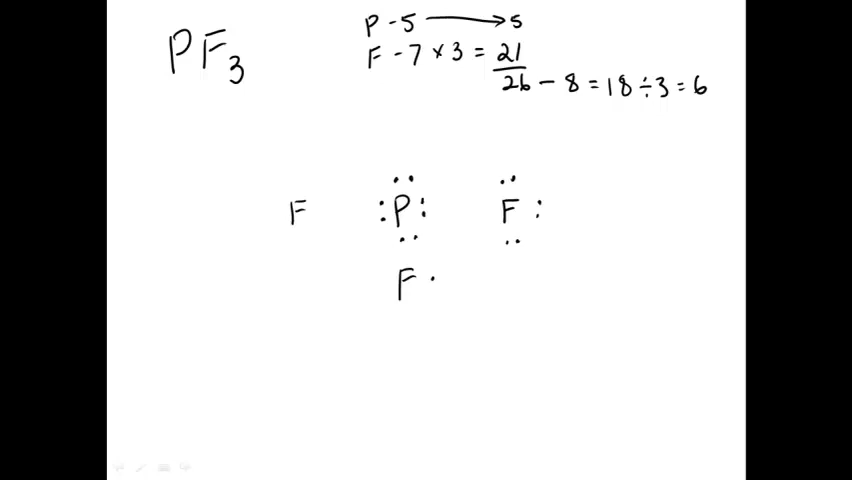 PF₃
P - 5 → 5
F - 7 × 3 = 21
26 - 8 = 18 ÷ 3 = 6
F :P: F :
F ·